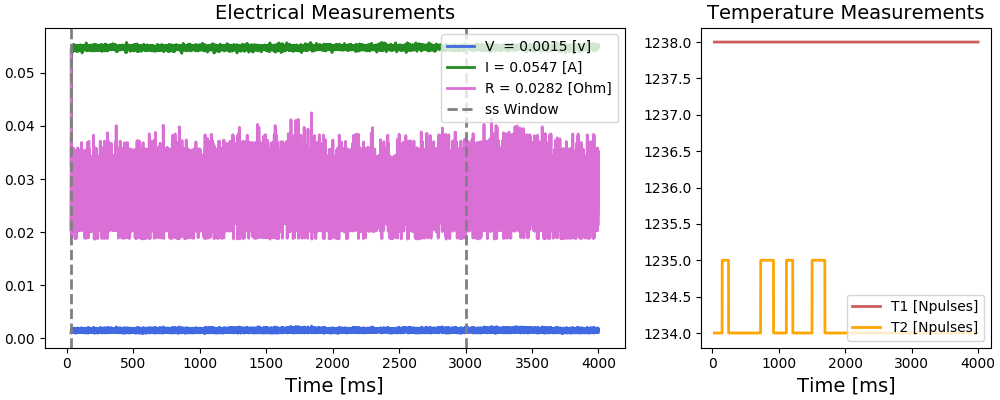 Electrical Measurements
0.05
0.04
0.03
0.02
0.01
0.00
V  = 0.0015 [v]
I = 0.0547 [A]
R = 0.0282 [Ohm]
ss Window
0
500
1000
1500
2000
2500
3000
3500
4000
Time [ms]
Temperature Measurements
1238.0
1237.5
1237.0
1236.5
1236.0
1235.5
1235.0
1234.5
1234.0
T1 [Npulses]
T2 [Npulses]
0
1000
2000
3000
4000
Time [ms]